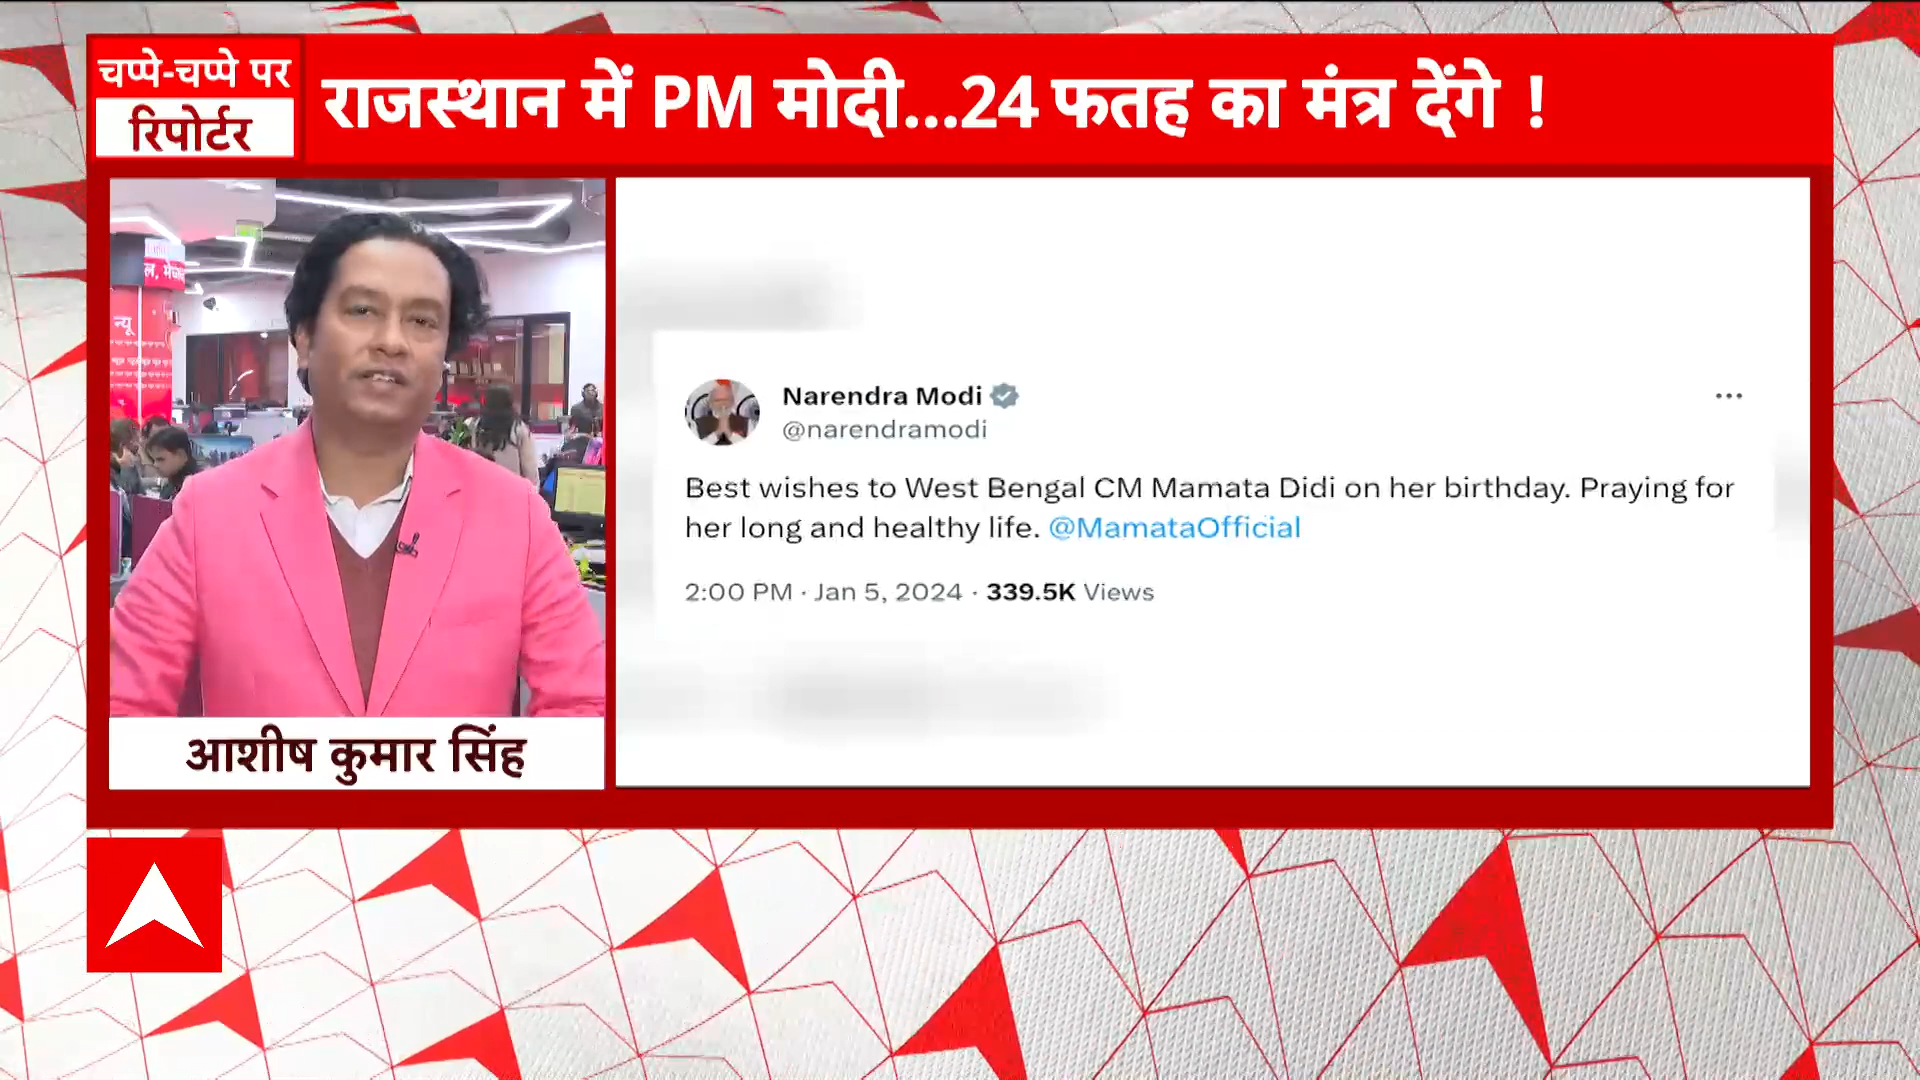 चप्पे-चप्पे पर
रिपोर्टर
राजस्थान में PM मोदी...24 फतह का मंत्र देंगे !
न्यू
Narendra Modi
@narendramodi
Best wishes to West Bengal CM Mamata Didi on her birthday. Praying for
her long and healthy life. @MamataOfficial
2:00 PM · Jan 5, 2024 · 339.5K Views
आशीष कुमार सिंह